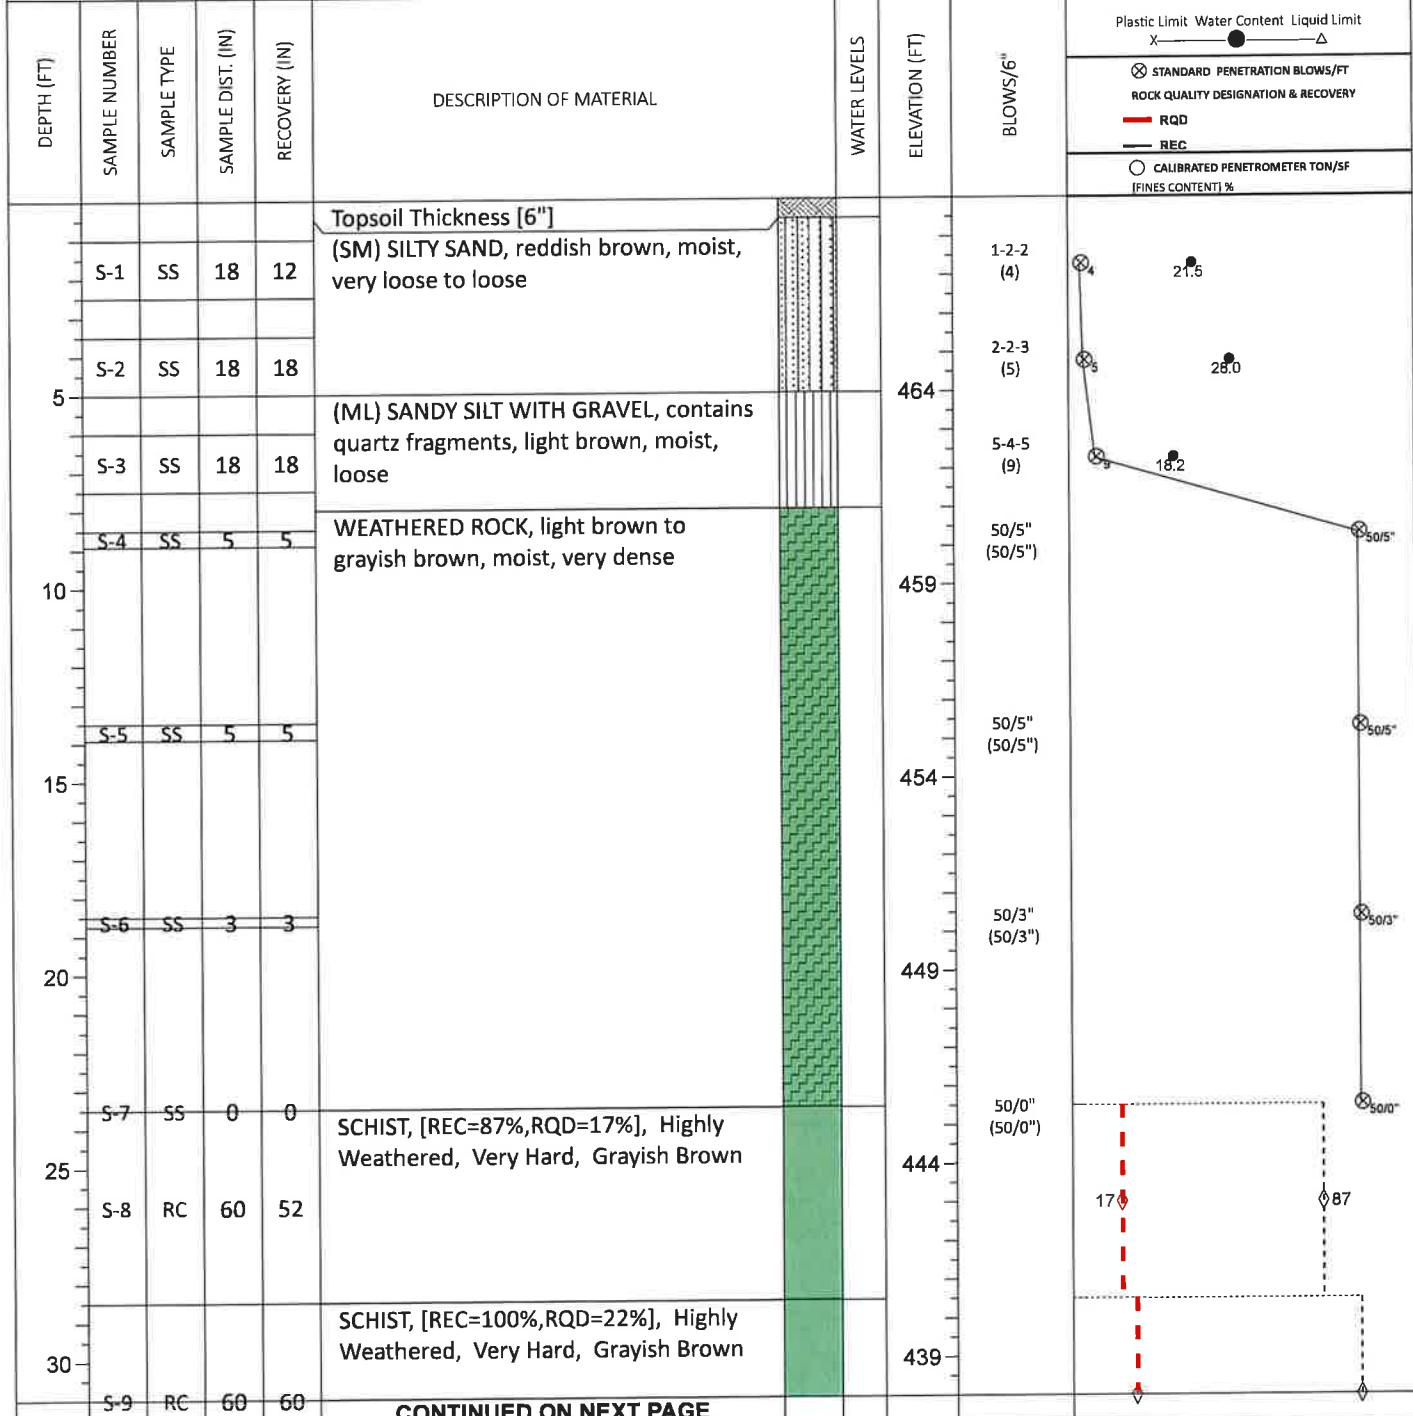 DEPTH (FT)
SAMPLE NUMBER
SAMPLE TYPE
SAMPLE DIST. (IN)
RECOVERY (IN)
DESCRIPTION OF MATERIAL
WATER LEVELS
ELEVATION (FT)
BLOWS/6"
Plastic Limit Water Content Liquid Limit
X
STANDARD PENETRATION BLOWS/FT
ROCK QUALITY DESIGNATION & RECOVERY
RQD
REC
CALIBRATED PENETROMETER TON/SF
[FINES CONTENT] %
Topsoil Thickness [6"]
(SM) SILTY SAND, reddish brown, moist,
very loose to loose
S-1 SS 18 12
1-2-2
(4)
4
21.5
S-2 SS 18 18
2-2-3
(5)
5
26.0
5
464
(ML) SANDY SILT WITH GRAVEL, contains
quartz fragments, light brown, moist,
loose
S-3 SS 18 18
5-4-5
(9)
9
18.2
WEATHERED ROCK, light brown to
grayish brown, moist, very dense
S-4 SS 5 5
50/5"
(50/5")
50/5"
10
459
S-5 SS 5 5
50/5"
(50/5")
50/5"
15
454
S-6 SS 3 3
50/3"
(50/3")
50/3"
20
449
S-7 SS 0 0
50/0"
(50/0")
50/0"
SCHIST, [REC=87%,RQD=17%], Highly
Weathered, Very Hard, Grayish Brown
25
444
S-8 RC 60 52
17
87
SCHIST, [REC=100%,RQD=22%], Highly
Weathered, Very Hard, Grayish Brown
30
439
S-9 RC 60 60
CONTINUED ON NEXT PAGE